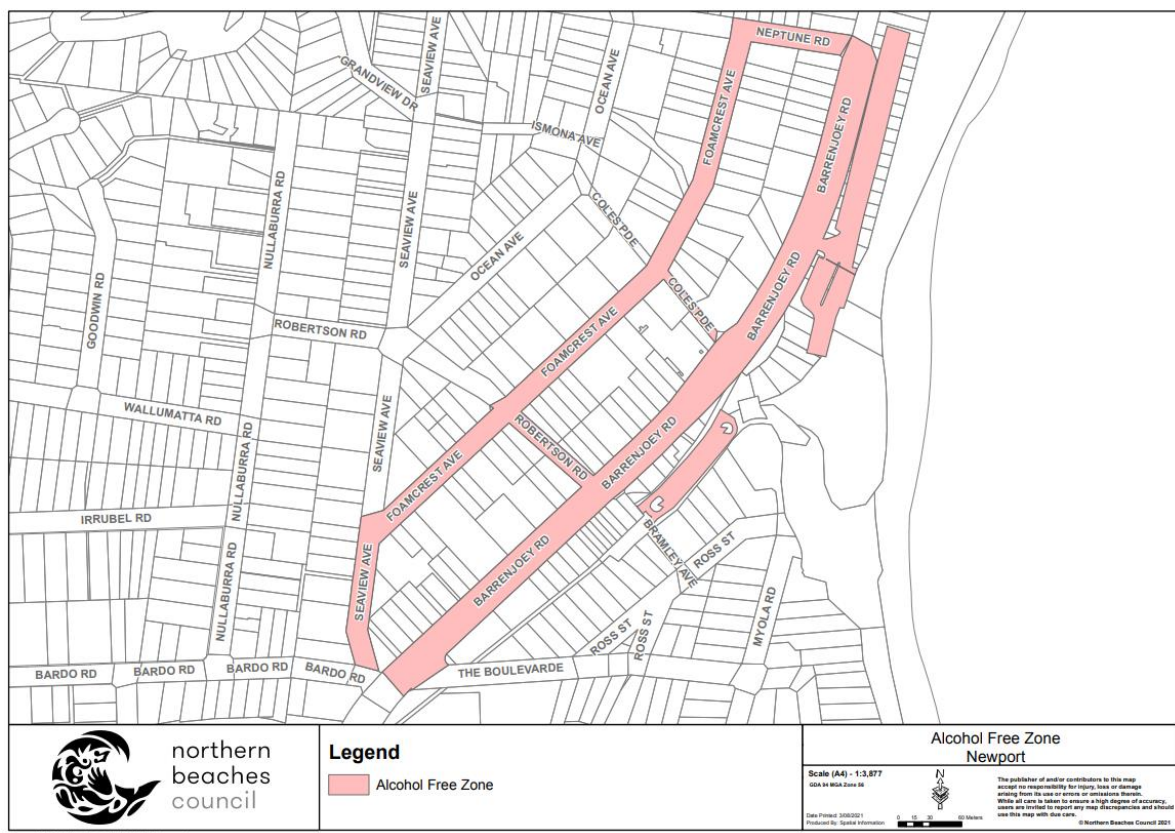 NEPTUNE RD
SEAVIEW AVE
GRANDVIEW DR
OCEAN AVE
ISMONA AVE
FOAMCREST AVE
BARRENJOEY RD
NULLABURRA RD
SEAVIEW AVE
COLES PDE
OCEAN AVE
GOODWIN RD
BARRENJOEY RD
COLES PDE
ROBERTSON RD
FOAMCREST AVE
WALLUMATTA RD
SEAVIEW AVE
ROBERTSON RD
BARRENJOEY RD
NULLABURRA RD
FOAMCREST AVE
IRRUBEL RD
BRAMLEY AVE
ROSS ST
BARRENJOEY RD
SEAVIEW AVE
NULLABURRA RD
MYOLA RD
ROSS ST
ROSS ST
BARDO RD
BARDO RD
BARDO RD
BARDO RD
THE BOULEVARDE
northern
beaches
council
Legend
Alcohol Free Zone
Alcohol Free Zone
Newport
Scale (A4) - 1:3,877
GDA 94 MGA Zone 56
N
The publisher of and/or contributors to this map
accept no responsibility for injury, loss or damage
arising from its use or errors or omissions therein.
While all care is taken to ensure a high degree of accuracy,
users are invited to report any map discrepancies and should
use this map with due care.
Date Printed:
Produced By: Spatial Information
0 15 30 60 Meters
© Northern Beaches Council 2021